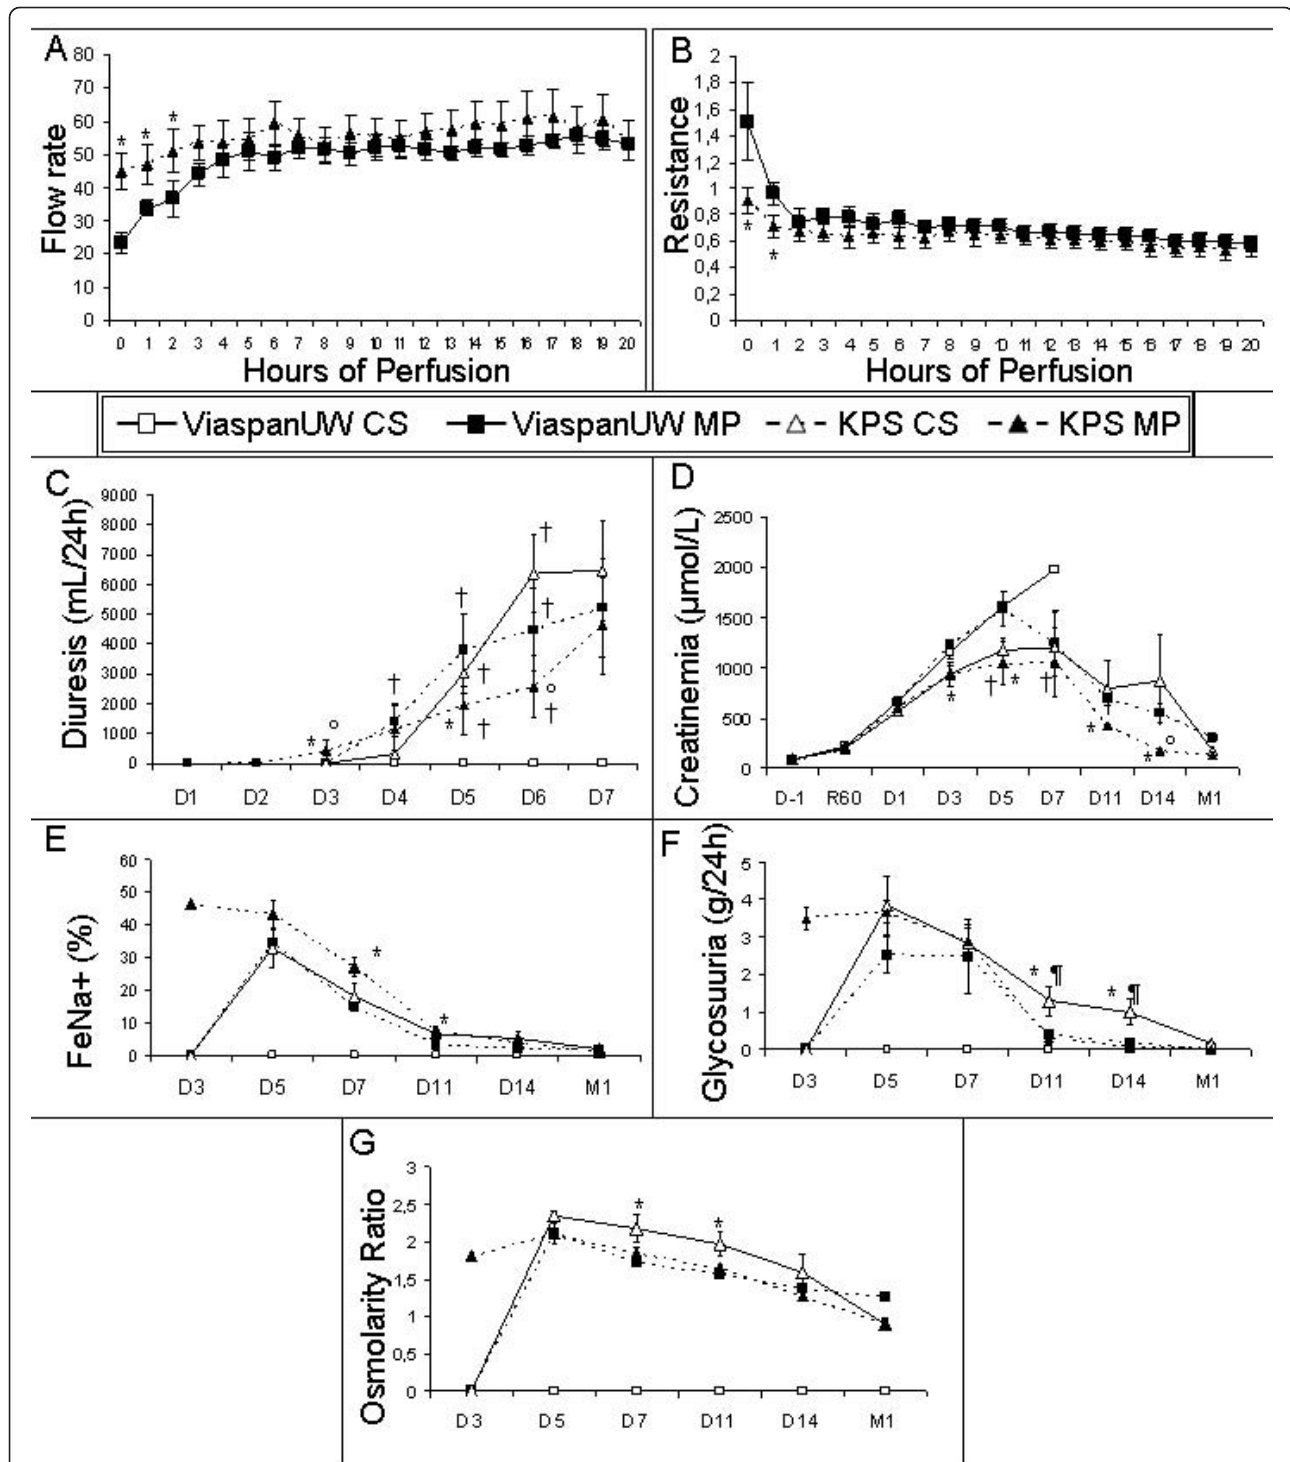 A
Flow rate
80
70
60
50
40
30
20
10
0
0 1 2 3 4 5 6 7 8 9 10 11 12 13 14 15 16 17 18 19 20
* * *
Hours of Perfusion
B
Resistance
2
1,8
1,6
1,4
1,2
1
0,8
0,6
0,4
0,2
0
0 1 2 3 4 5 6 7 8 9 10 11 12 13 14 15 16 17 18 19 20
* *
Hours of Perfusion
ViaspanUW CS ViaspanUW MP KPS CS KPS MP
C
Diuresis (mL/24h)
9000
8000
7000
6000
5000
4000
3000
2000
1000
0
D1 D2 D3 D4 D5 D6 D7
* ° † † † * † † † ° †
D
Creatinemia (µmol/L)
2500
2000
1500
1000
500
0
D-1 R60 D1 D3 D5 D7 D11 D14 M1
* † * † * * °
E
FeNa+ (%)
60
50
40
30
20
10
0
D3 D5 D7 D11 D14 M1
* *
F
Glycosuuria (g/24h)
5
4
3
2
1
0
D3 D5 D7 D11 D14 M1
* ¶ * ¶
G
Osmolarity Ratio
3
2,5
2
1,5
1
0,5
0
D3 D5 D7 D11 D14 M1
* *